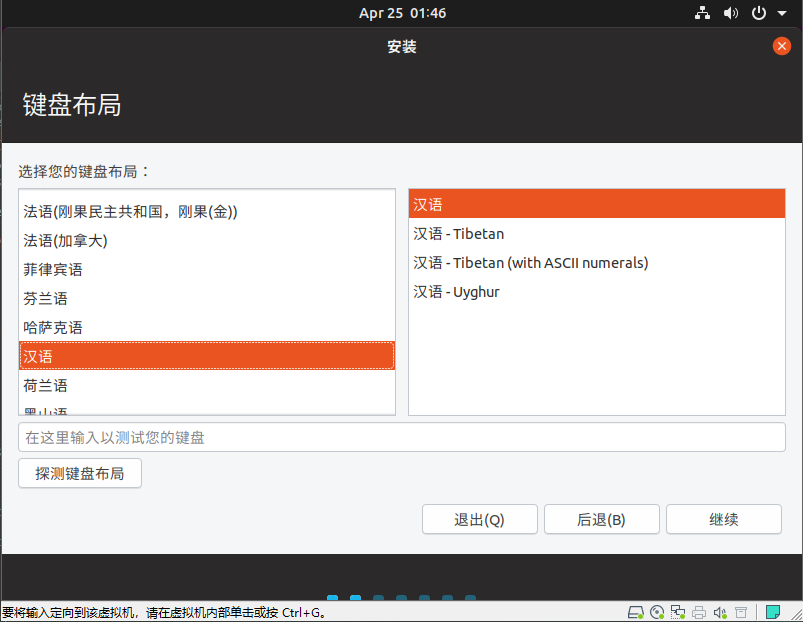 Apr 25 01:46
安装
键盘布局
选择您的键盘布局：
法语(刚果民主共和国，刚果(金))
法语(加拿大)
菲律宾语
芬兰语
哈萨克语
汉语
荷兰语
黑山语
汉语
汉语 - Tibetan
汉语 - Tibetan (with ASCII numerals)
汉语 - Uyghur
在这里输入以测试您的键盘
探测键盘布局
退出(Q)
后退(B)
继续
要将输入定向到该虚拟机，请在虚拟机内部单击或按 Ctrl+G。